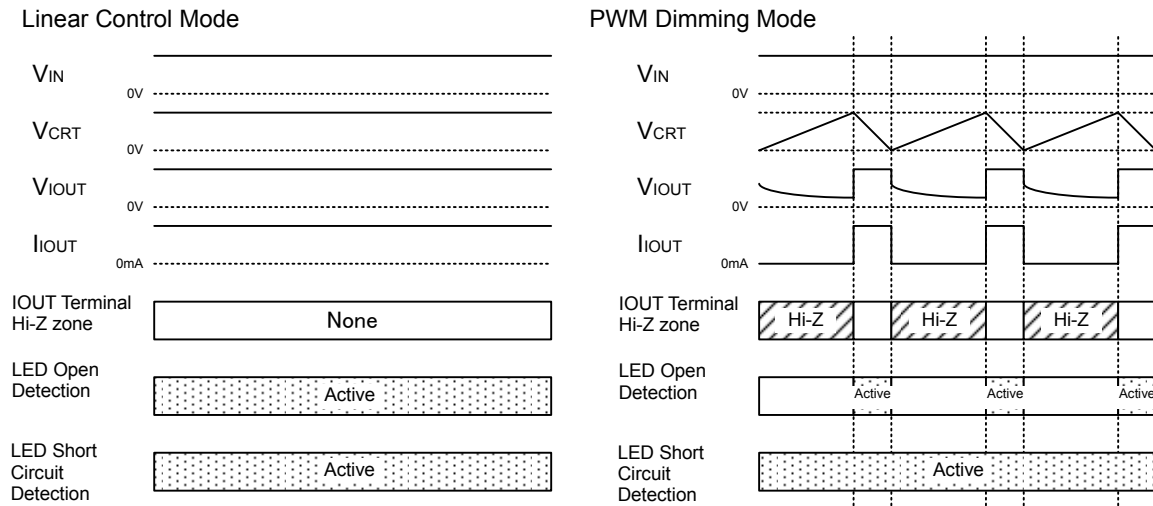 Linear Control Mode
VIN
0V
VCRT
0V
VIOUT
0V
IIOUT
0mA
IOUT Terminal
Hi-Z zone
None
LED Open
Detection
Active
LED Short
Circuit
Detection
Active
PWM Dimming Mode
VIN
0V
VCRT
VIOUT
0V
IIOUT
0mA
IOUT Terminal
Hi-Z zone
Hi-Z
Hi-Z
Hi-Z
LED Open
Detection
Active
Active
Active
LED Short
Circuit
Detection
Active